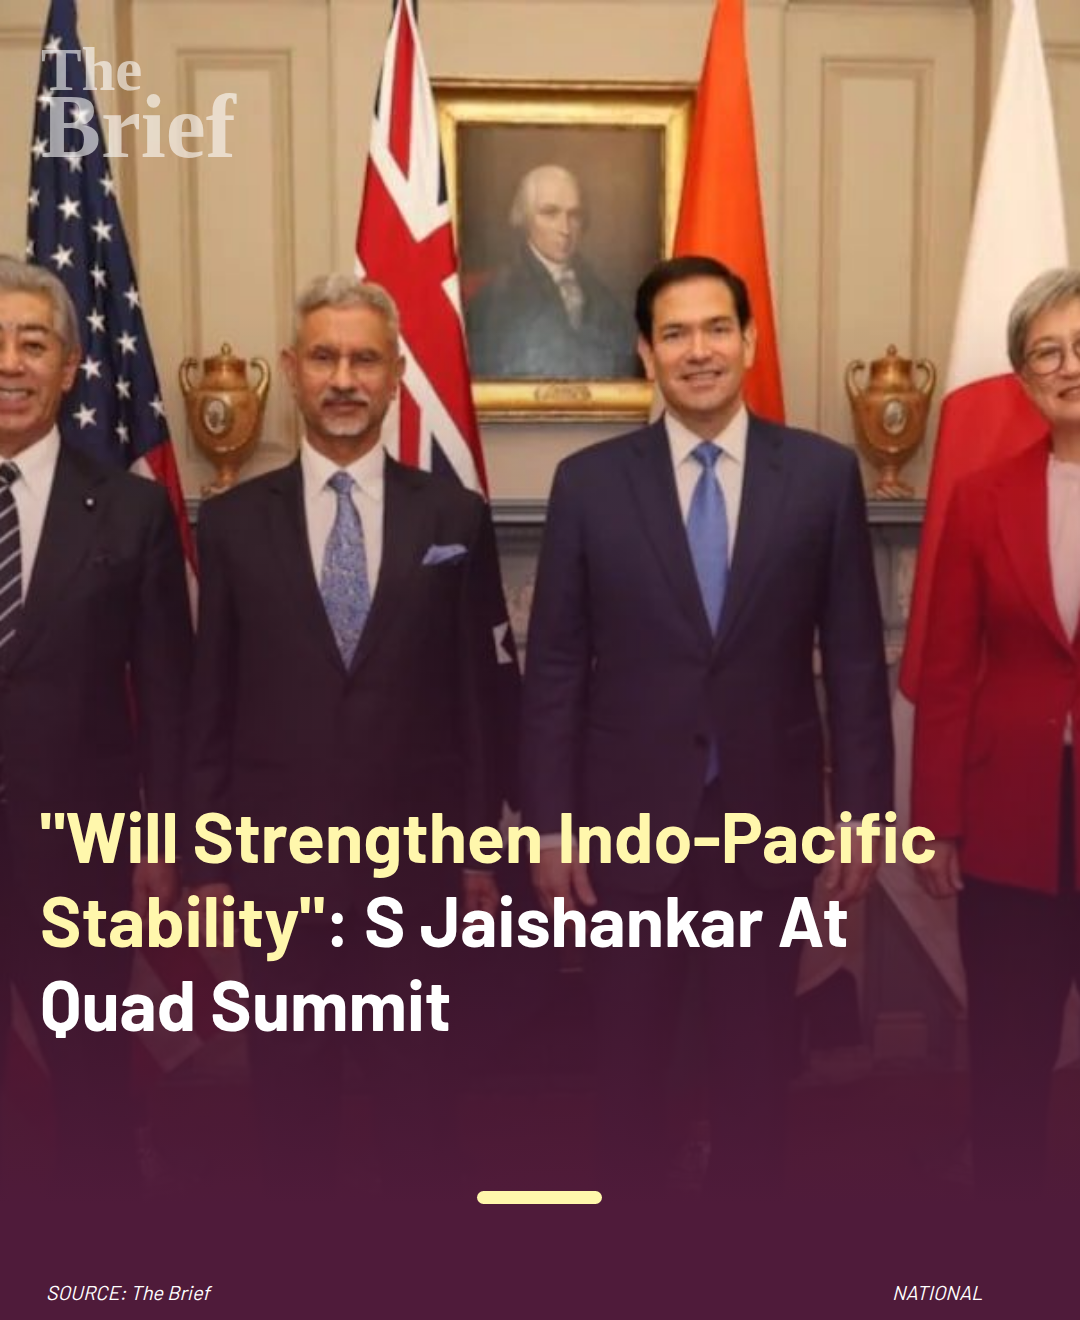 The
Brief
"Will Strengthen Indo-Pacific
Stability": S Jaishankar At
Quad Summit
SOURCE: The Brief
NATIONAL